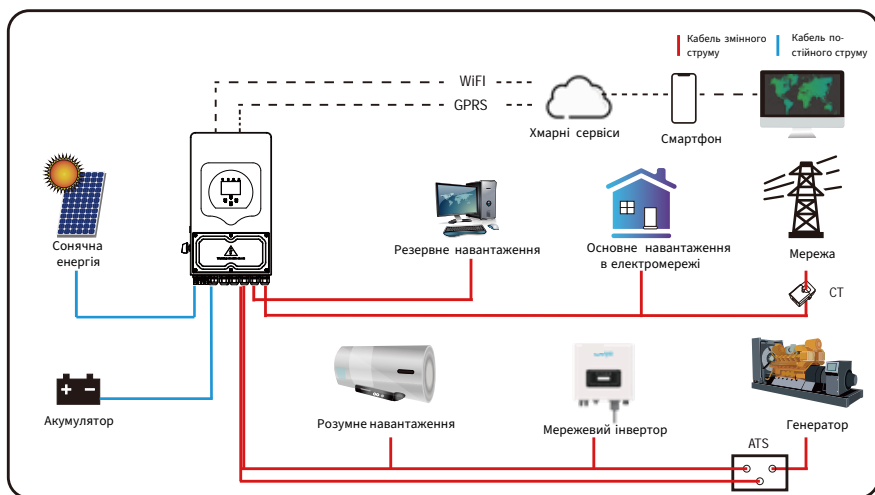 Кабель змінного
струму
Кабель по-
стійного струму
WiFI
GPRS
Хмарні сервіси
Смартфон
Сонячна
енергія
Резервне навантаження
Основне навантаження
в електромережі
Мережа
CT
Акумулятор
Розумне навантаження
Мережевий інвертор
Генератор
ATS